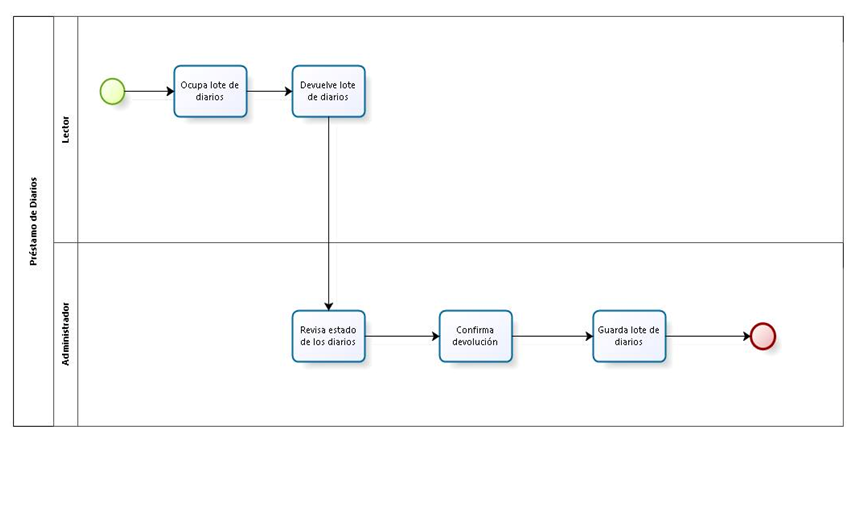 Préstamo de Diarios
Lector
Ocupa lote de
diarios
Devuelve lote
de diarios
Administrador
Revisa estado
de los diarios
Confirma
devolución
Guarda lote de
diarios